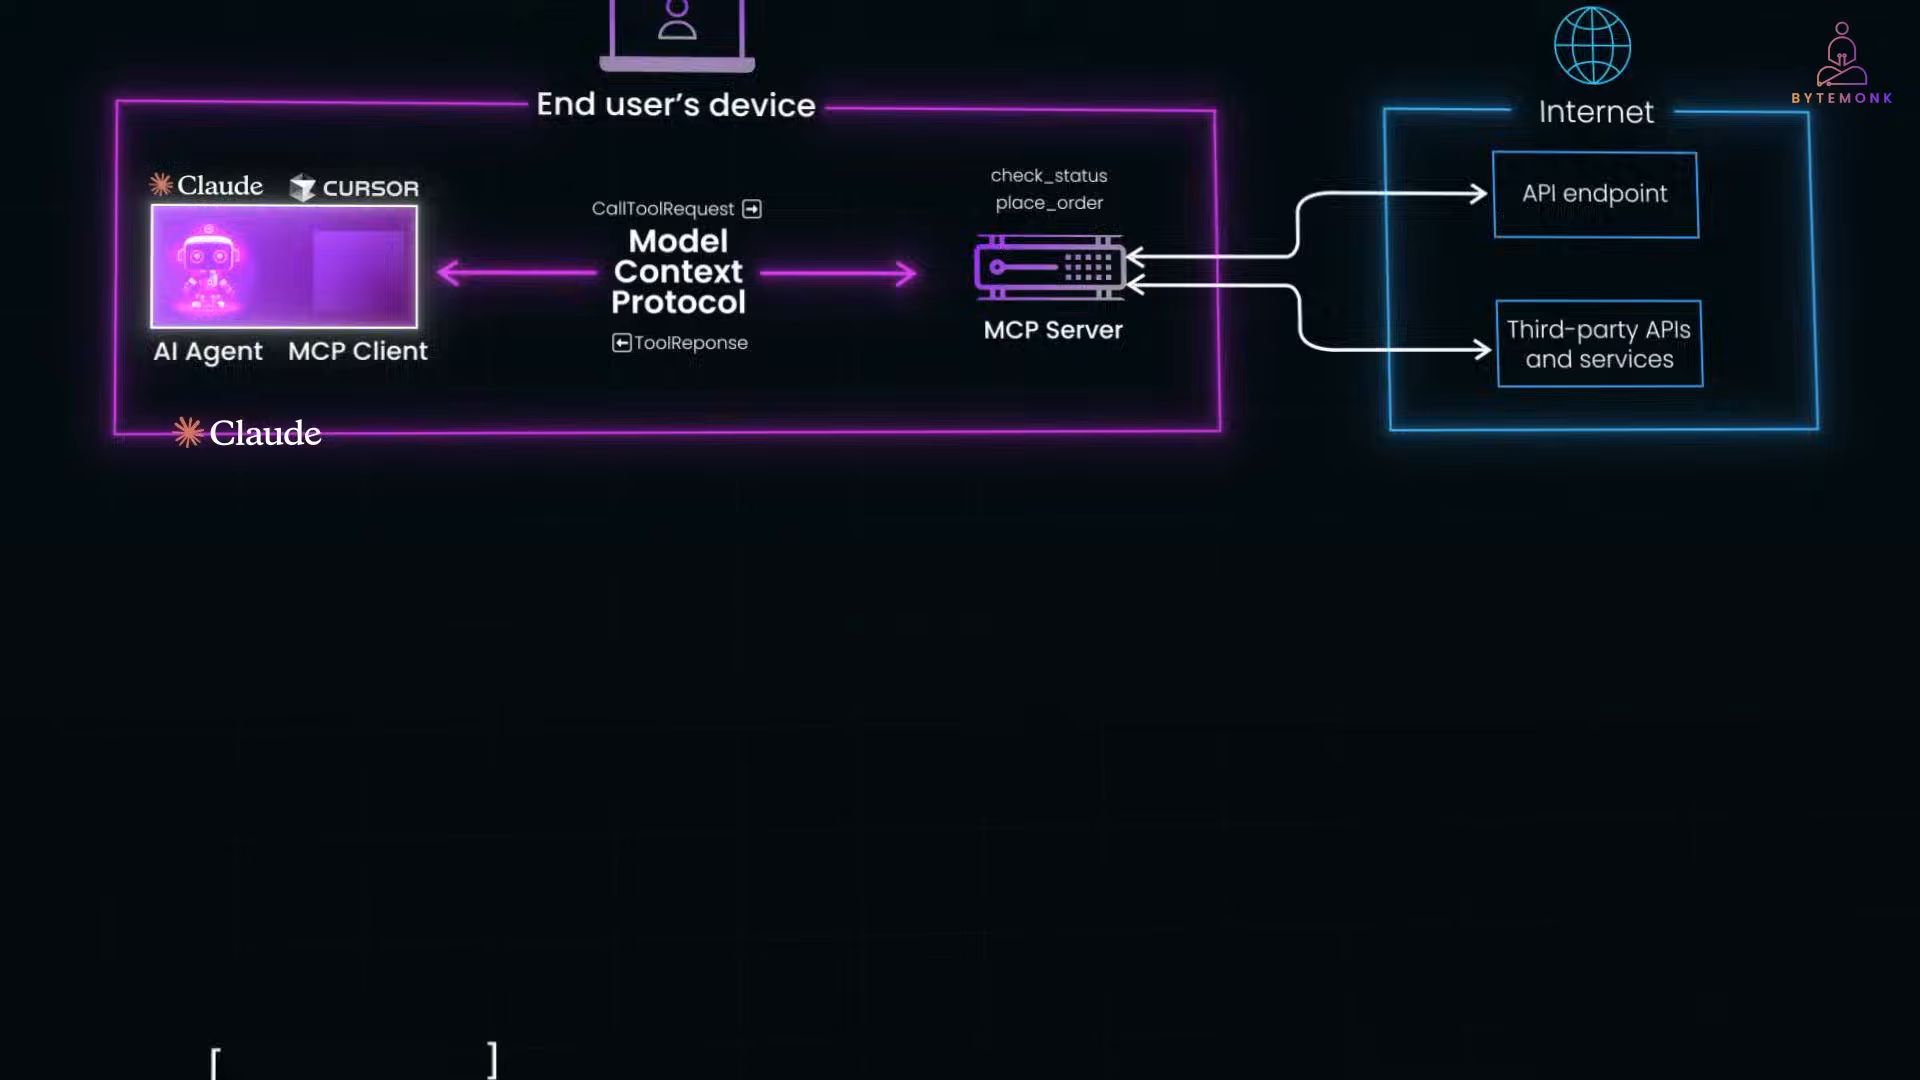 End user's device
Internet
BYTEMONK
Claude
CURSOR
AI Agent
MCP Client
CallToolRequest
Model
Context
Protocol
ToolReponse
check_status
place_order
MCP Server
API endpoint
Third-party APIs
and services
Claude
[ ]